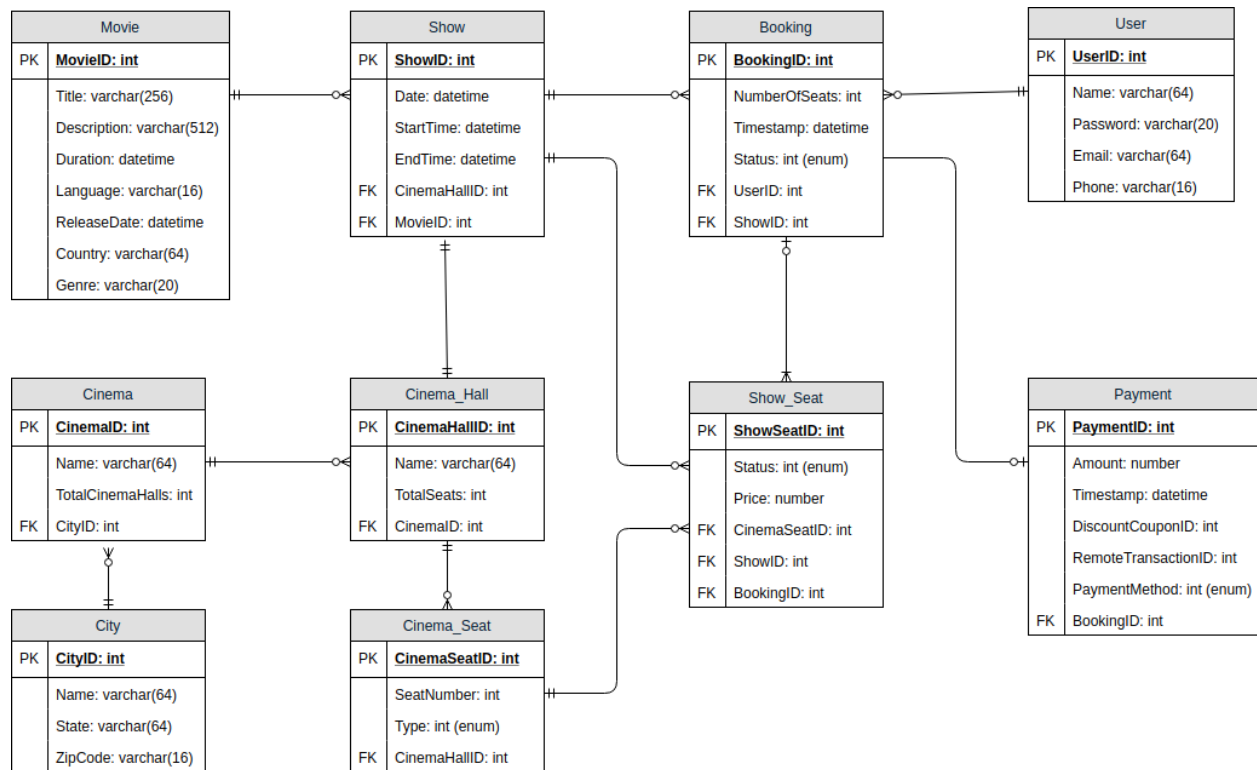 Movie
PK MovieID: int
Title: varchar(256)
Description: varchar(512)
Duration: datetime
Language: varchar(16)
ReleaseDate: datetime
Country: varchar(64)
Genre: varchar(20)
Show
PK ShowID: int
Date: datetime
StartTime: datetime
EndTime: datetime
FK CinemaHallID: int
FK MovieID: int
Booking
PK BookingID: int
NumberOfSeats: int
Timestamp: datetime
Status: int (enum)
FK UserID: int
FK ShowID: int
User
PK UserID: int
Name: varchar(64)
Password: varchar(20)
Email: varchar(64)
Phone: varchar(16)
Cinema
PK CinemaID: int
Name: varchar(64)
TotalCinemaHalls: int
FK CityID: int
Cinema_Hall
PK CinemaHallID: int
Name: varchar(64)
TotalSeats: int
FK CinemaID: int
Show_Seat
PK ShowSeatID: int
Status: int (enum)
Price: number
FK CinemaSeatID: int
FK ShowID: int
FK BookingID: int
Payment
PK PaymentID: int
Amount: number
Timestamp: datetime
DiscountCouponID: int
RemoteTransactionID: int
PaymentMethod: int (enum)
FK BookingID: int
City
PK CityID: int
Name: varchar(64)
State: varchar(64)
ZipCode: varchar(16)
Cinema_Seat
PK CinemaSeatID: int
SeatNumber: int
Type: int (enum)
FK CinemaHallID: int